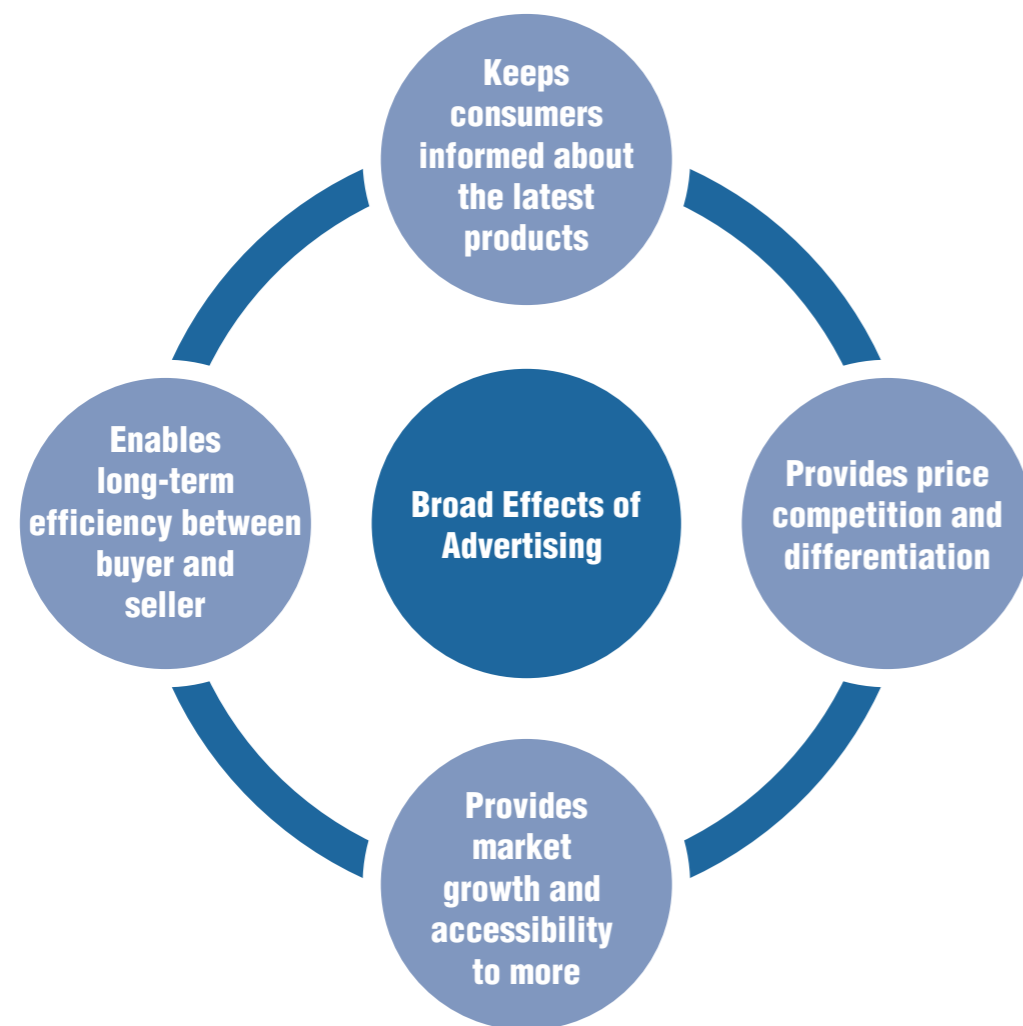 Keeps
consumers
informed about
the latest
products
Enables
long-term
efficiency between
buyer and
seller
Broad Effects of
Advertising
Provides price
competition and
differentiation
Provides
market
growth and
accessibility
to more